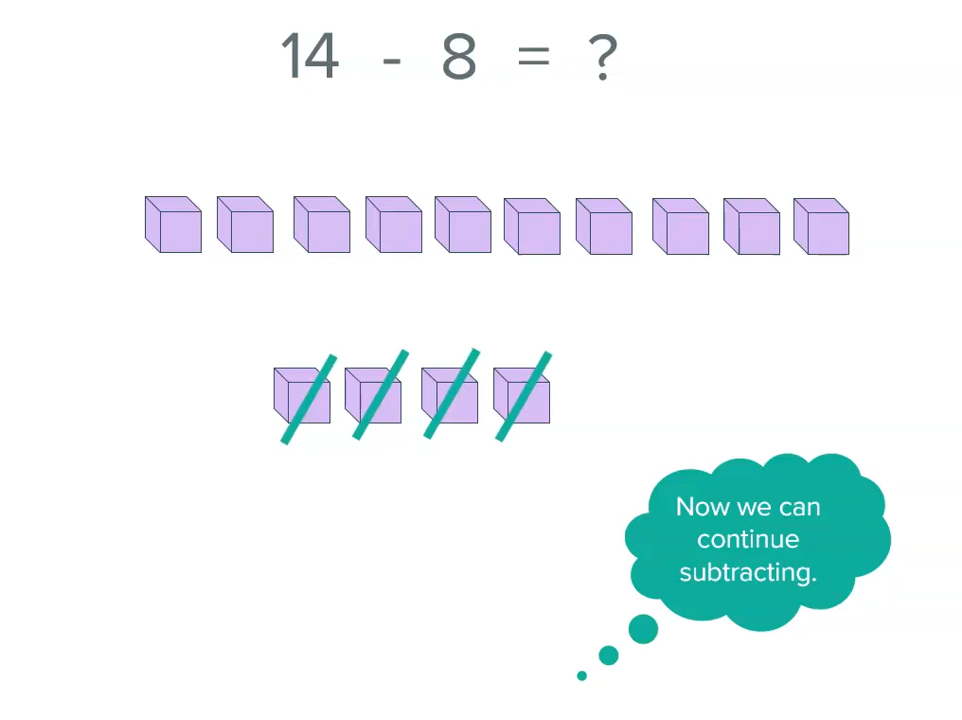 14 - 8 = ?
Now we can
continue
subtracting.